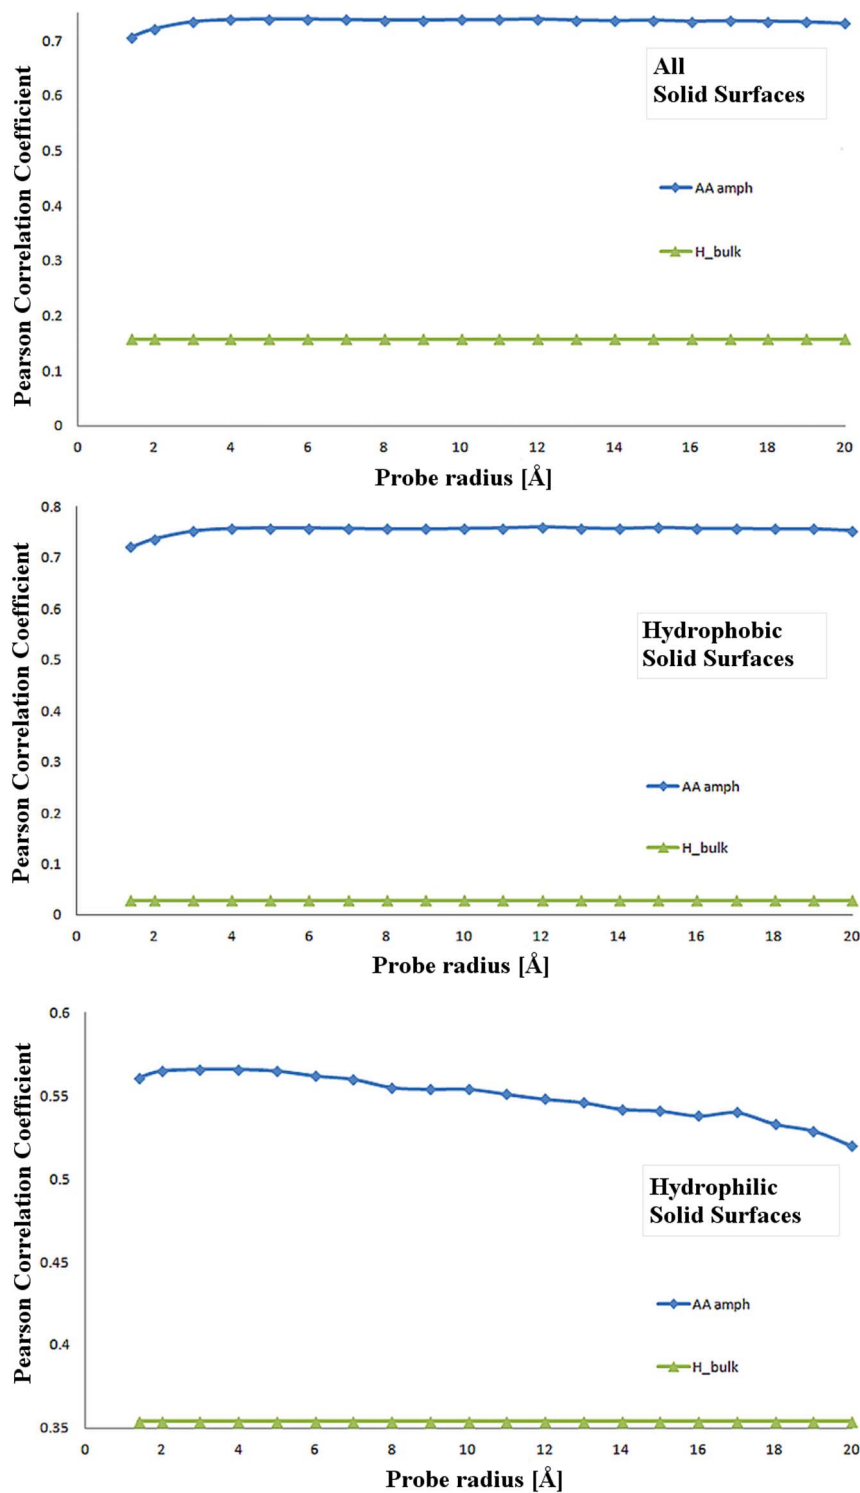 Pearson Correlation Coefficient
0.7
0.6
0.5
0.4
0.3
0.2
0.1
0
All
Solid Surfaces
AA amph
H_bulk
0 2 4 6 8 10 12 14 16 18 20
Probe radius [Å]
Pearson Correlation Coefficient
0.8
0.7
0.6
0.5
0.4
0.3
0.2
0.1
0
Hydrophobic
Solid Surfaces
AA amph
H_bulk
0 2 4 6 8 10 12 14 16 18 20
Probe radius [Å]
Pearson Correlation Coefficient
0.6
0.55
0.5
0.45
0.4
0.35
Hydrophilic
Solid Surfaces
AA amph
H_bulk
0 2 4 6 8 10 12 14 16 18 20
Probe radius [Å]